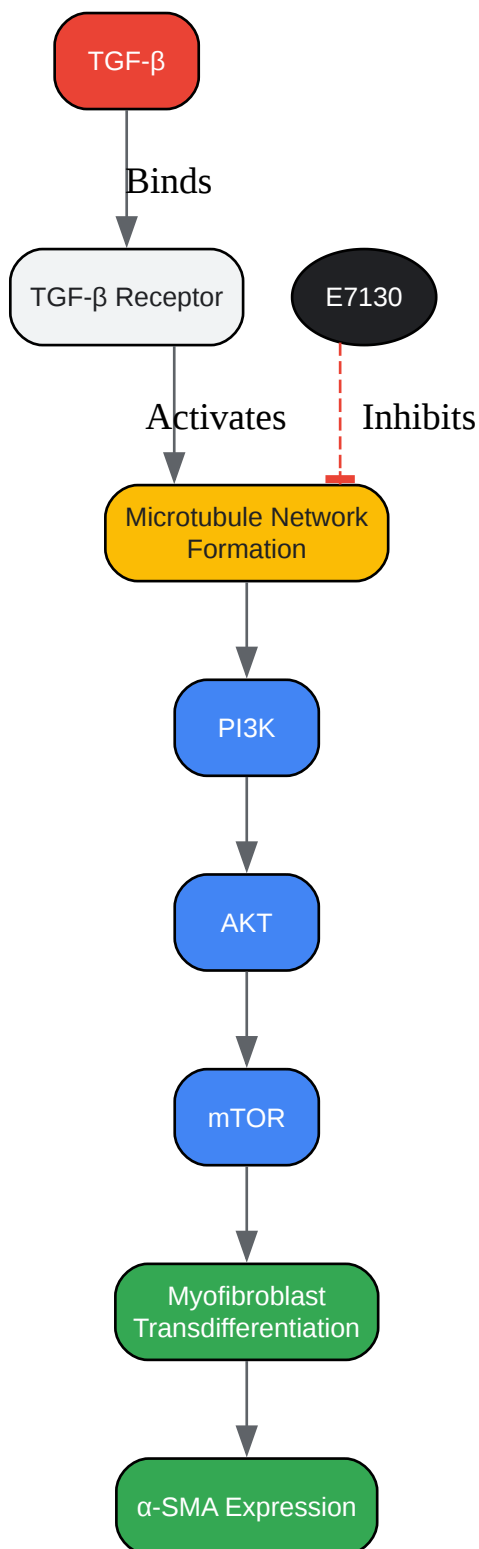 TGF-β
Binds
TGF-β Receptor
E7130
Activates
Inhibits
Microtubule Network
Formation
PI3K
AKT
mTOR
Myofibroblast
Transdifferentiation
α-SMA Expression